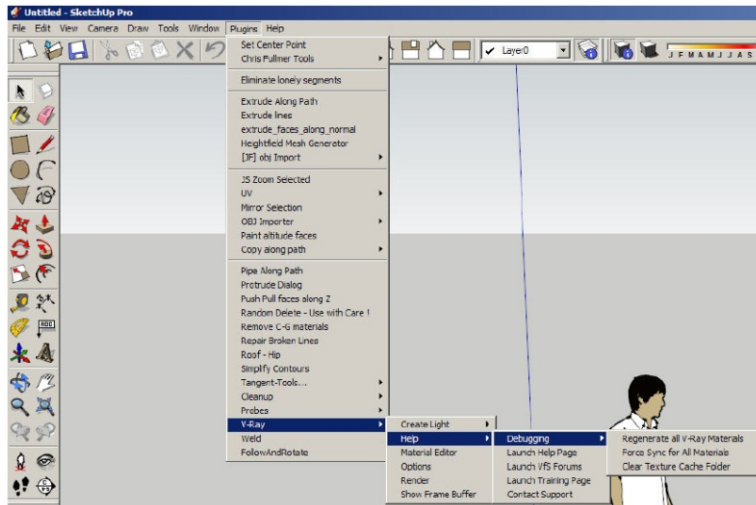 Untitled - SketchUp Pro
File Edit View Camera Draw Tools Window Plugins Help
Layer0
J F M A M J J A S
Set Center Point
Chris Fullmer Tools
Eliminate lonely segments
Extrude Along Path
Extrude lines
extrude_faces_along_normal
Heightfield Mesh Generator
[JF] obj Import
JS Zoom Selected
UV
Mirror Selection
OBJ Importer
Paint altitude faces
Copy along path
Pipe Along Path
Protrude Dialog
Push Pull faces along Z
Random Delete - Use with Care !
Remove C-G materials
Repair Broken Lines
Roof - Hip
Simplify Contours
Tangent-Tools...
Cleanup
Probes
V-Ray
Weld
FollowAndRotate
Create Light
Help
Material Editor
Options
Render
Show Frame Buffer
Debugging
Launch Help Page
Launch VfS Forums
Launch Training Page
Contact Support
Regenerate all V-Ray Materials
Force Sync for All Materials
Clear Texture Cache Folder